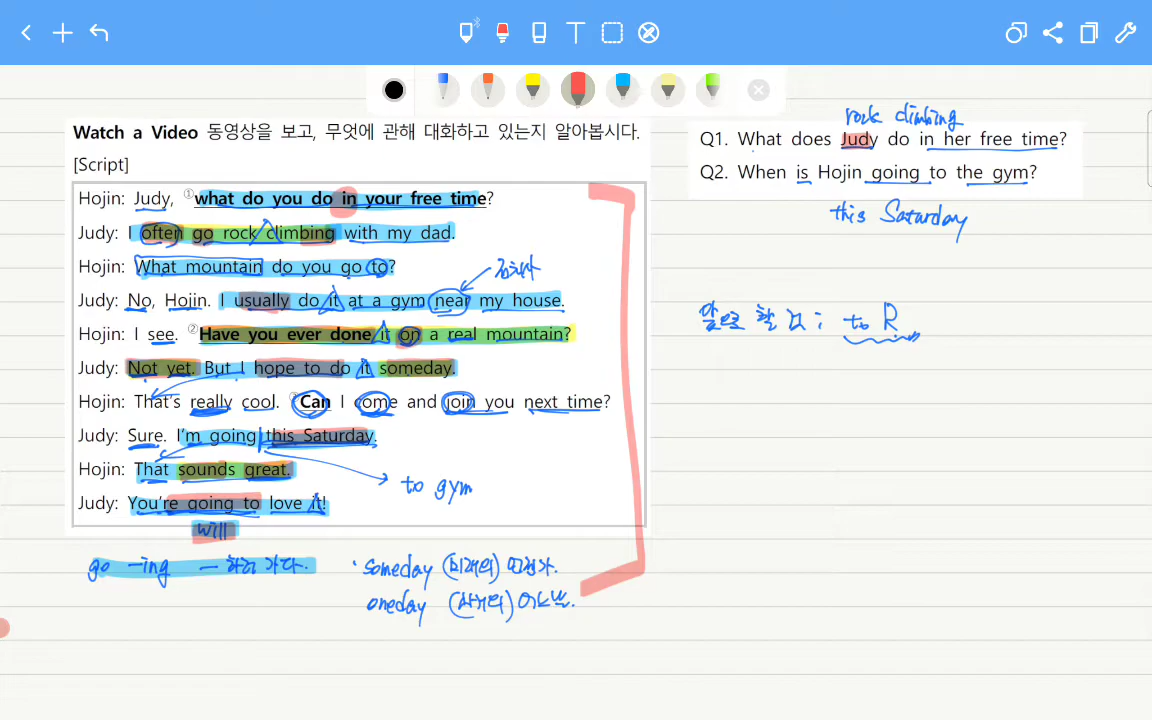 Watch a Video 동영상을 보고, 무엇에 관해 대화하고 있는지 알아봅시다.
[Script]
Hojin: Judy, ①what do you do in your free time?
Judy: I often go rock climbing with my dad.
Hojin: What mountain do you go to?
Judy: No, Hojin. I usually do it at a gym near my house.
Hojin: I see. ②Have you ever done it on a real mountain?
Judy: Not yet. But I hope to do it someday.
Hojin: That's really cool. Can I come and join you next time?
Judy: Sure. I'm going this Saturday.
Hojin: That sounds great.
to gym
Judy: You're going to love it!
will
go -ing – 하러 가다.
· someday (미래의) 언젠가.
oneday (과거의) 어느날.
rock climbing
Q1. What does Judy do in her free time?
Q2. When is Hojin going to the gym?
this Saturday
앞으로 할 일 : to R